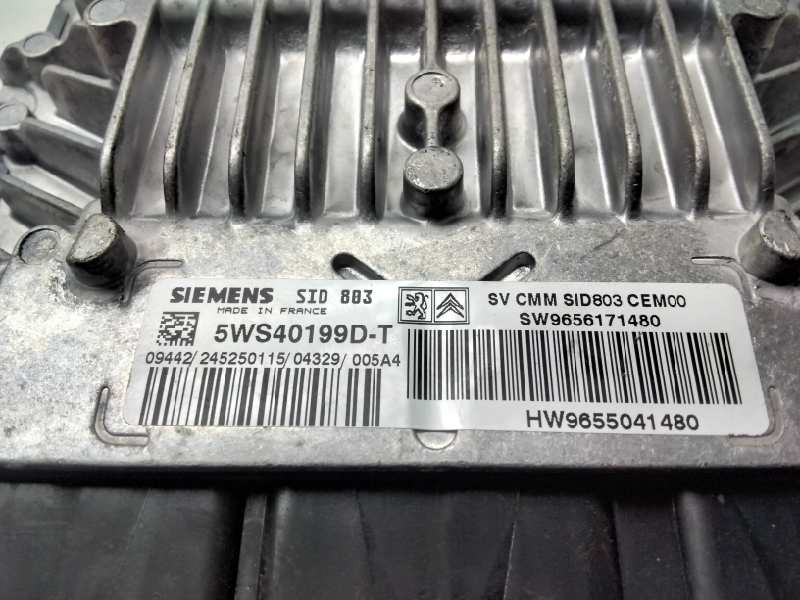 SIEMENS SID 803
MADE IN FRANCE
5WS40199D-T
09442/245250115/04329/005A4
SV CMM SID803 CEM00
SW9656171480
HW9655041480